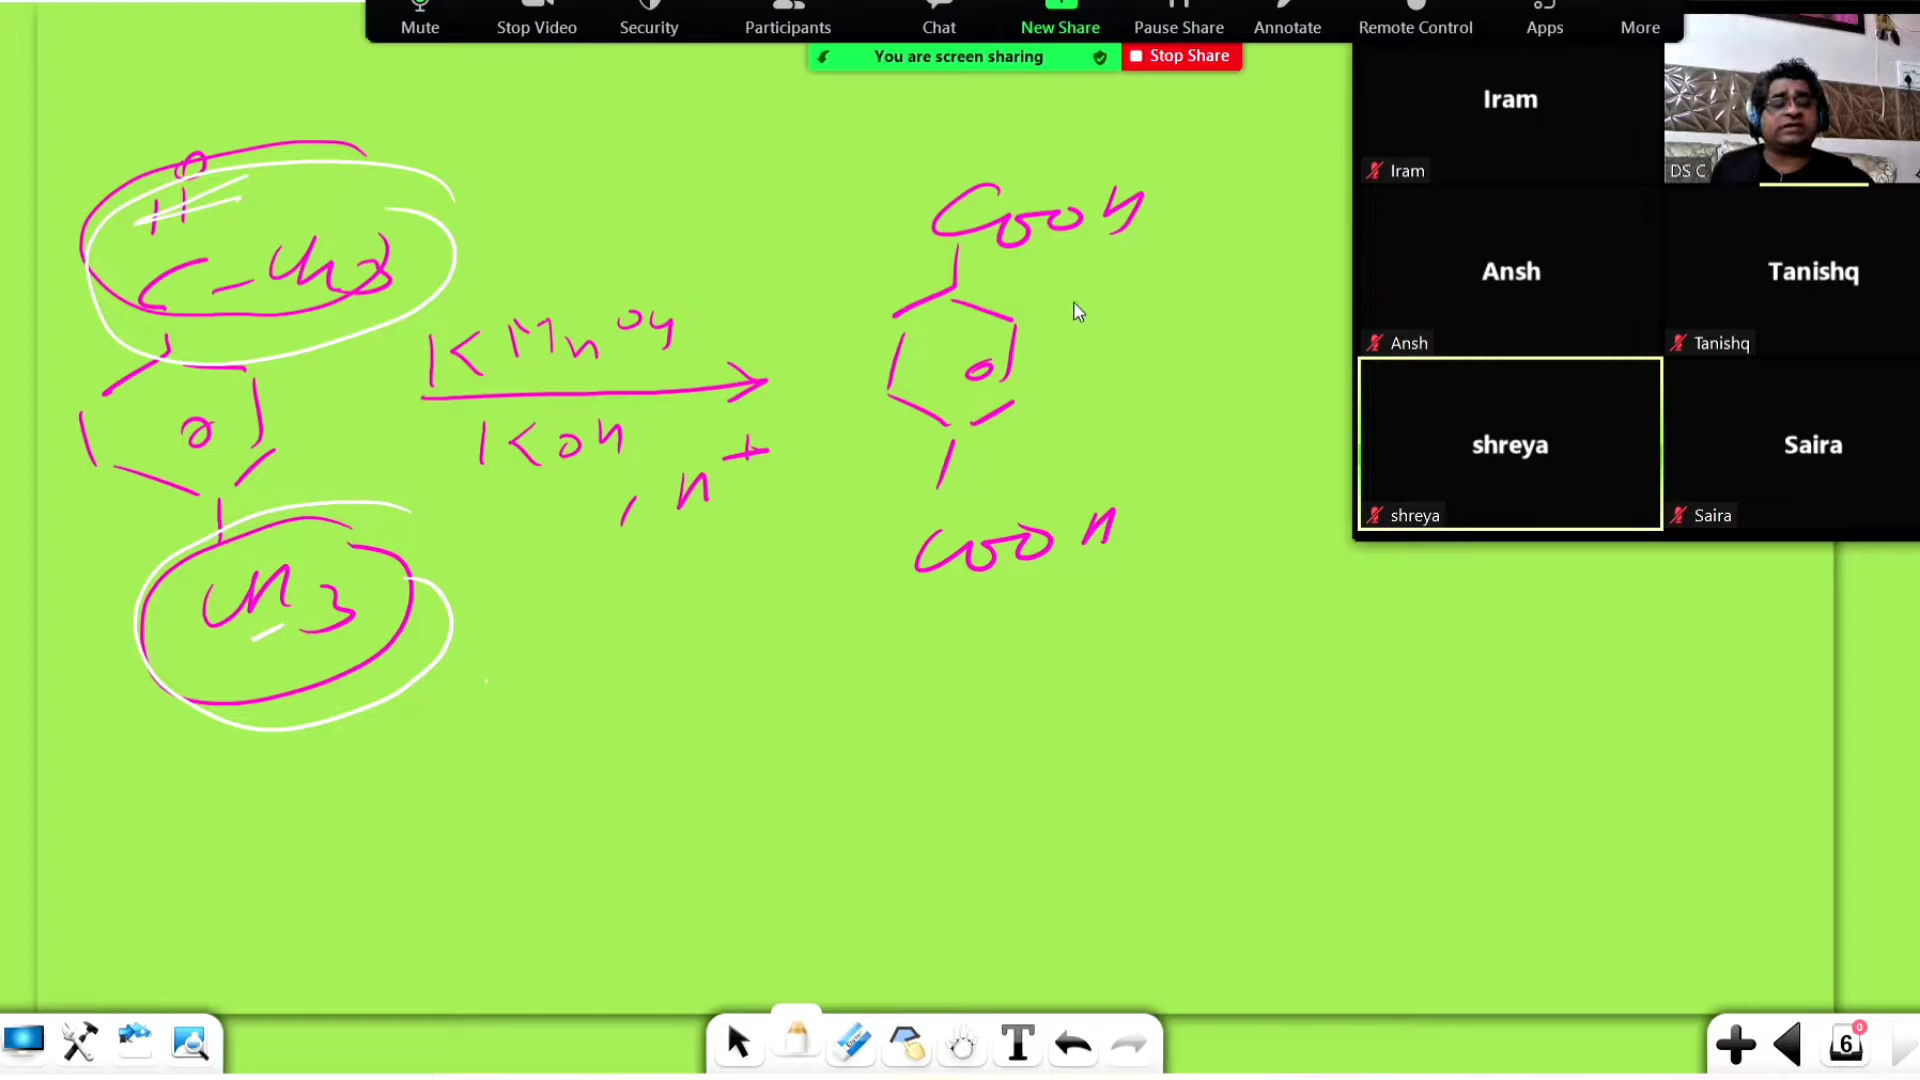 Mute Stop Video Security Participants Chat New Share Pause Share Annotate Remote Control Apps More
You are screen sharing Stop Share
Iram
Iram
DS C
Ansh
Tanishq
Ansh
Tanishq
shreya
Saira
shreya
Saira
O
C-CH3
KMnO4
KOH
, H+
CH3
COOH
COOH
T
6
0